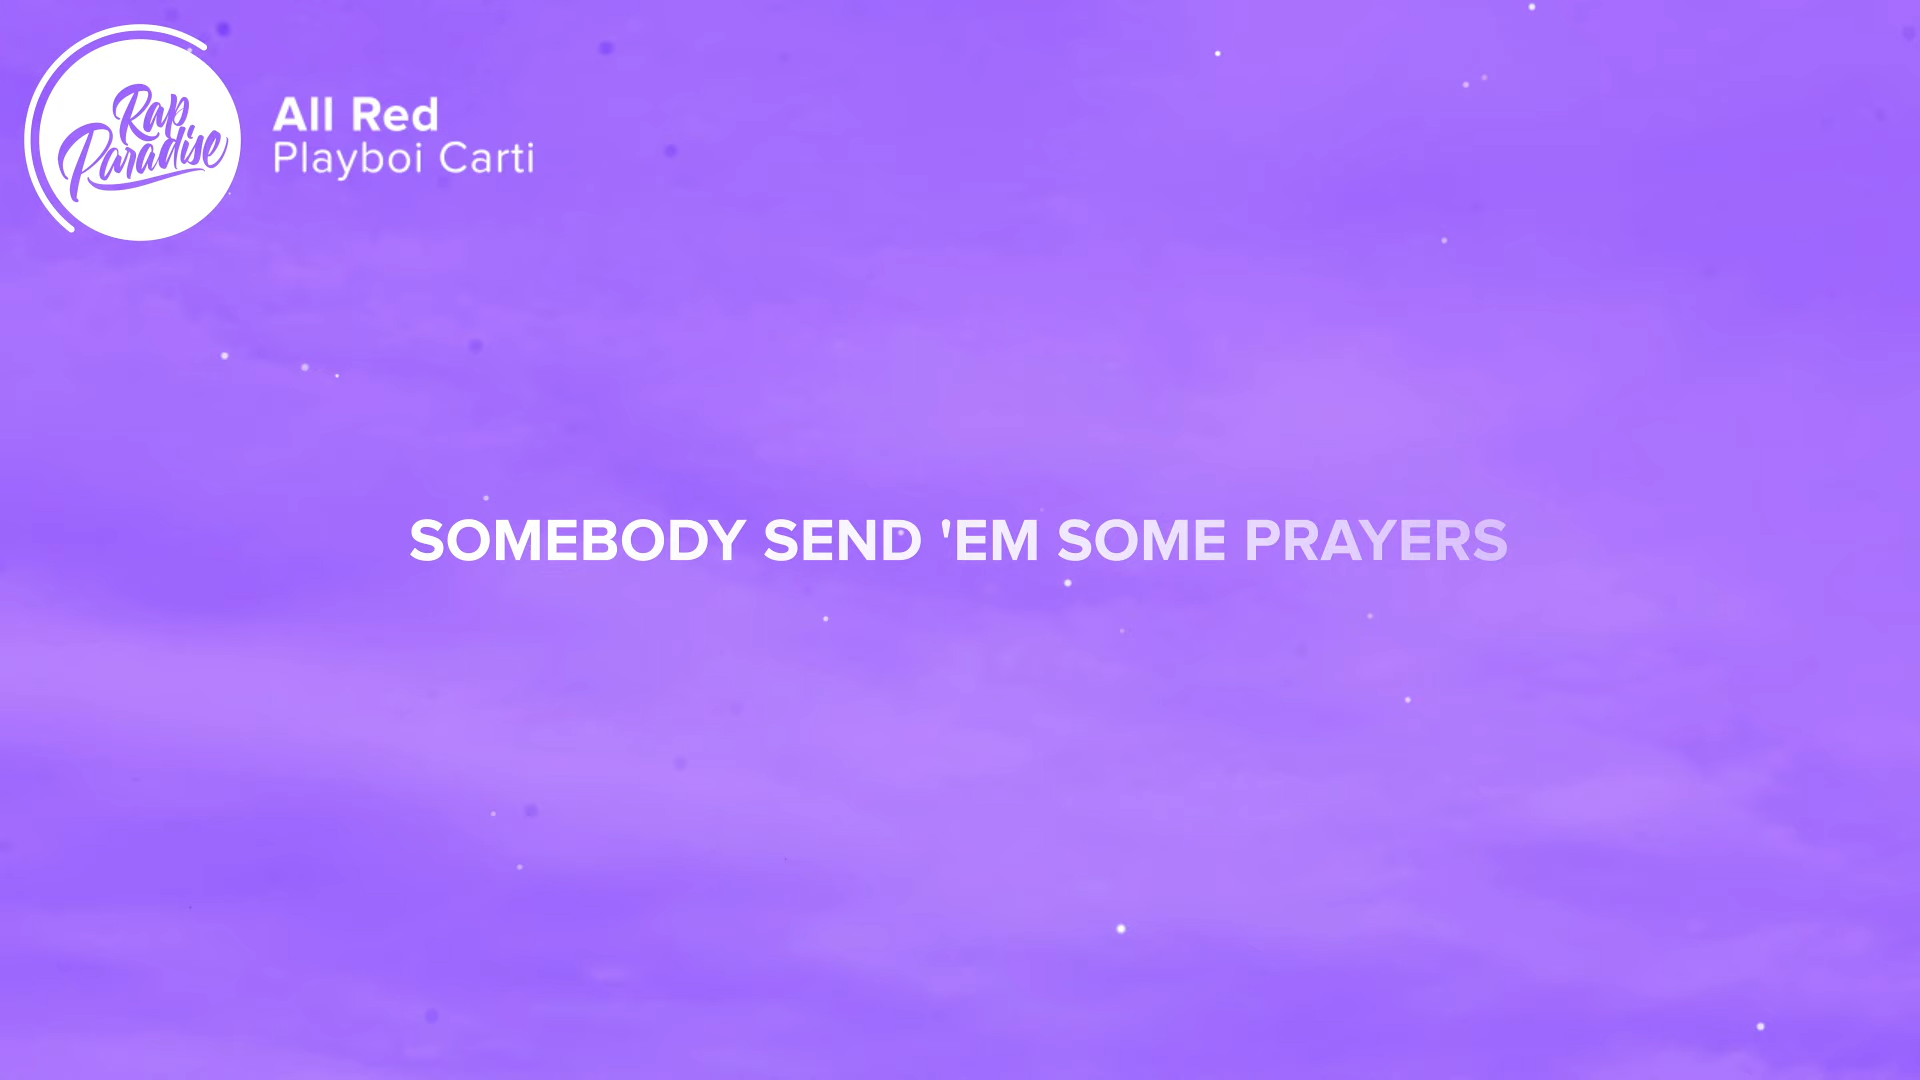 Rap
Paradise
All Red
Playboi Carti
SOMEBODY SEND 'EM SOME PRAYERS